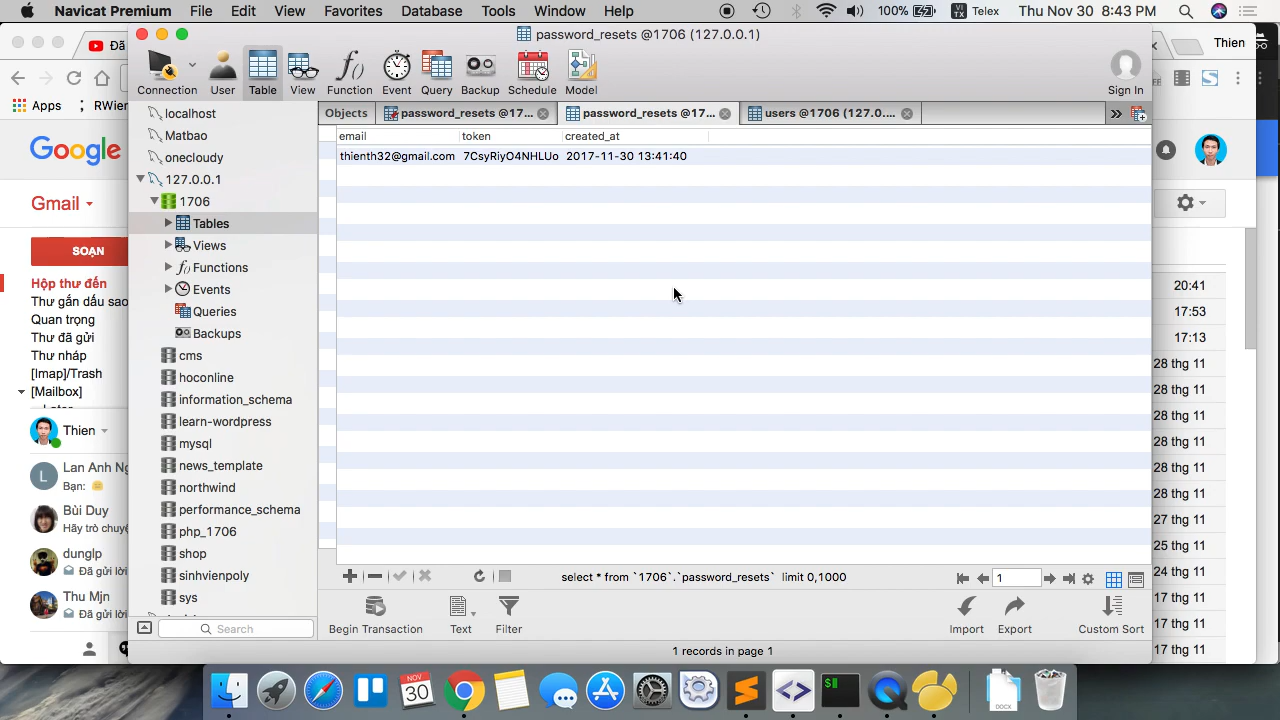 Navicat Premium File Edit View Favorites Database Tools Window Help 100% VI TX Telex Thu Nov 30 8:43 PM
password_resets @1706 (127.0.0.1)
Đã
Thien
Connection User Table View Function Event Query Backup Schedule Model Sign In
Apps
RWier
localhost
Objects password_resets @17... password_resets @17... users @1706 (127.0....
Matbao
email token created_at
Google
onecloudy
thienth32@gmail.com 7CsyRiyc4NHLUo 2017-11-30 13:41:40
127.0.0.1
Gmail
1706
Tables
SOẠN
Views
Functions
Hộp thư đến
20:41
Thư gắn dấu sao
Events
Quan trọng
Queries
17:53
Thư đã gửi
Backups
17:13
Thư nháp
cms
28 thg 11
[Imap]/Trash
hoconline
28 thg 11
[Mailbox]
information_schema
28 thg 11
learn-wordpress
28 thg 11
Thien
mysql
28 thg 11
Lan Anh Ng
news_template
28 thg 11
L
Bạn:
northwind
27 thg 11
Bùi Duy
performance_schema
25 thg 11
Hãy trò chuyệ
php_1706
dunglp
shop
24 thg 11
Đã gửi lời
sinhvienpoly
select * from `1706`.`password_resets` limit 0,1000
1
17 thg 11
Thu Mjn
sys
17 thg 11
Đã gửi lời
Search
Begin Transaction Text Filter Import Export Custom Sort
17 thg 11
1 records in page 1
17 thg 11
NOV
30
$
DOCX